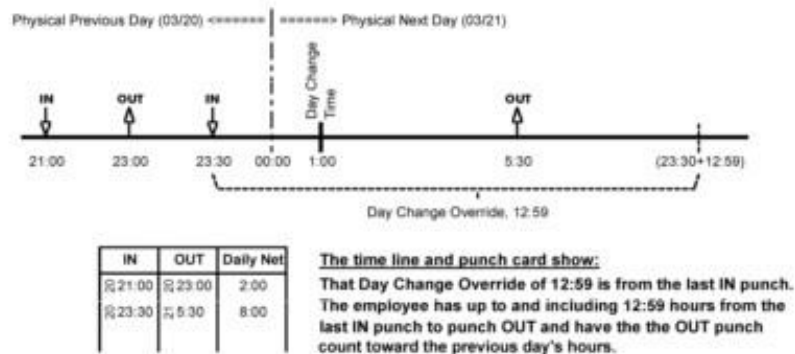 Physical Previous Day (03/20) <====== ======> Physical Next Day (03/21)
Day Change
Time
IN OUT IN OUT
21:00 23:00 23:30 00:00 1:00 5:30 (23:30+12:59)
Day Change Override, 12:59
IN OUT Daily Net
20 21:00 20 23:00 2:00
20 23:30 21 5:30 8:00
The time line and punch card show:
That Day Change Override of 12:59 is from the last IN punch.
The employee has up to and including 12:59 hours from the
last IN punch to punch OUT and have the the OUT punch
count toward the previous day's hours.